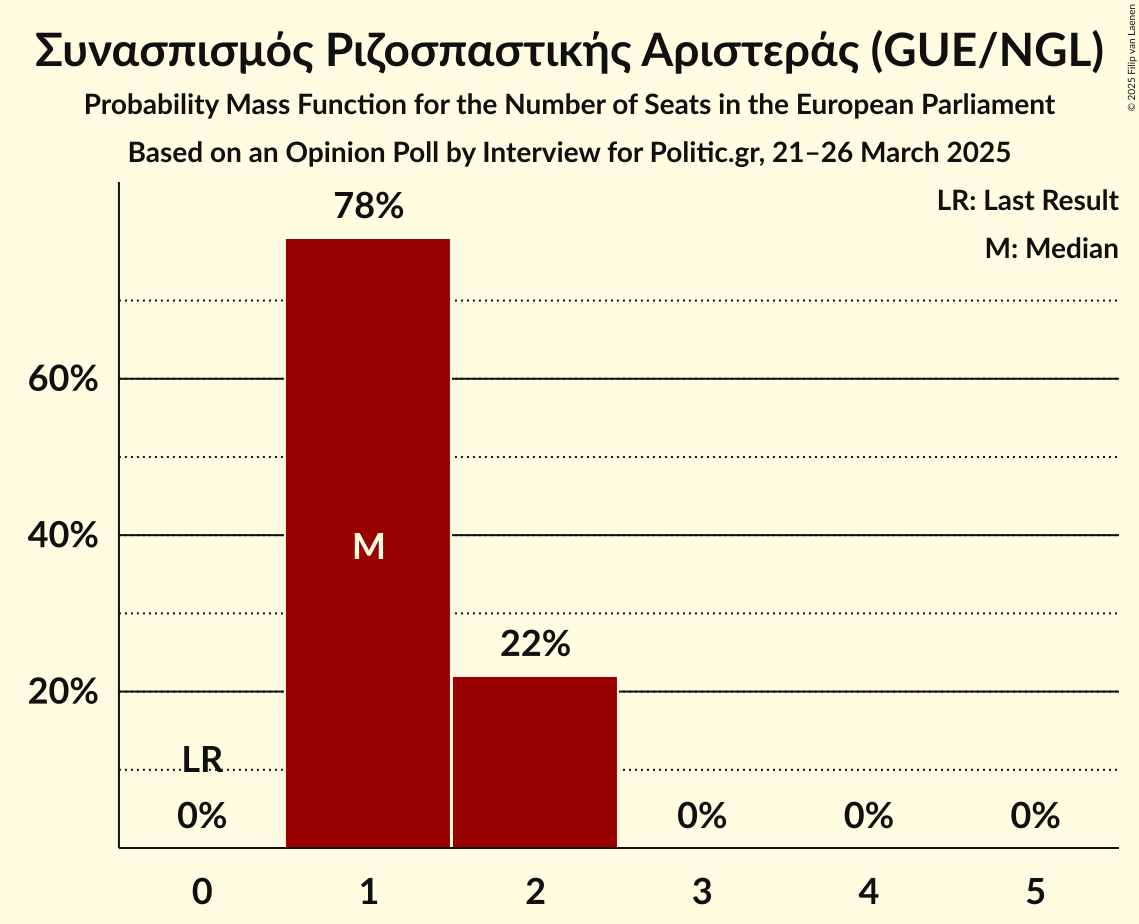 Συνασπισμός Ριζοσπαστικής Αριστεράς (GUE/NGL)
Probability Mass Function for the Number of Seats in the European Parliament
Based on an Opinion Poll by Interview for Politic.gr, 21–26 March 2025
© 2025 Filip van Laenen
LR: Last Result
M: Median
78%
60%
40%
M
22%
20%
LR
0%
0%
0%
0%
0 1 2 3 4 5